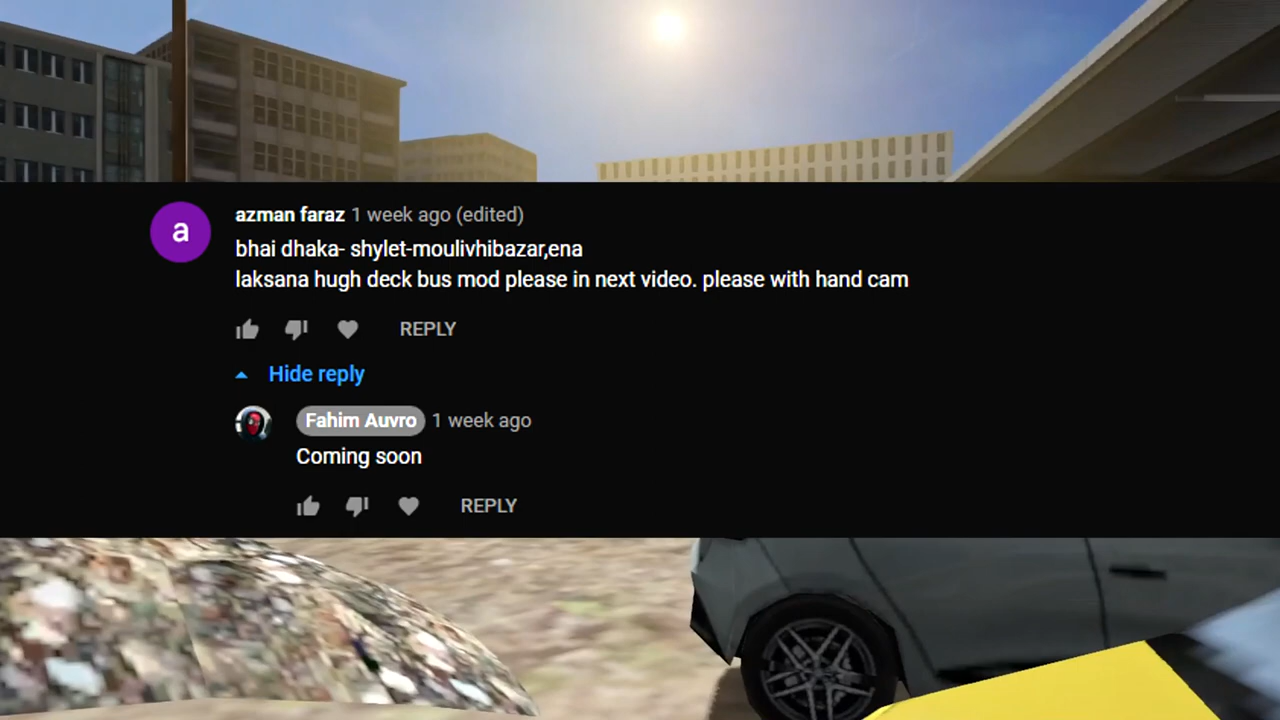 a
azman faraz 1 week ago (edited)
bhai dhaka- shylet-moulivhibazar,ena
laksana hugh deck bus mod please in next video. please with hand cam
REPLY
Hide reply
Fahim Auvro 1 week ago
Coming soon
REPLY